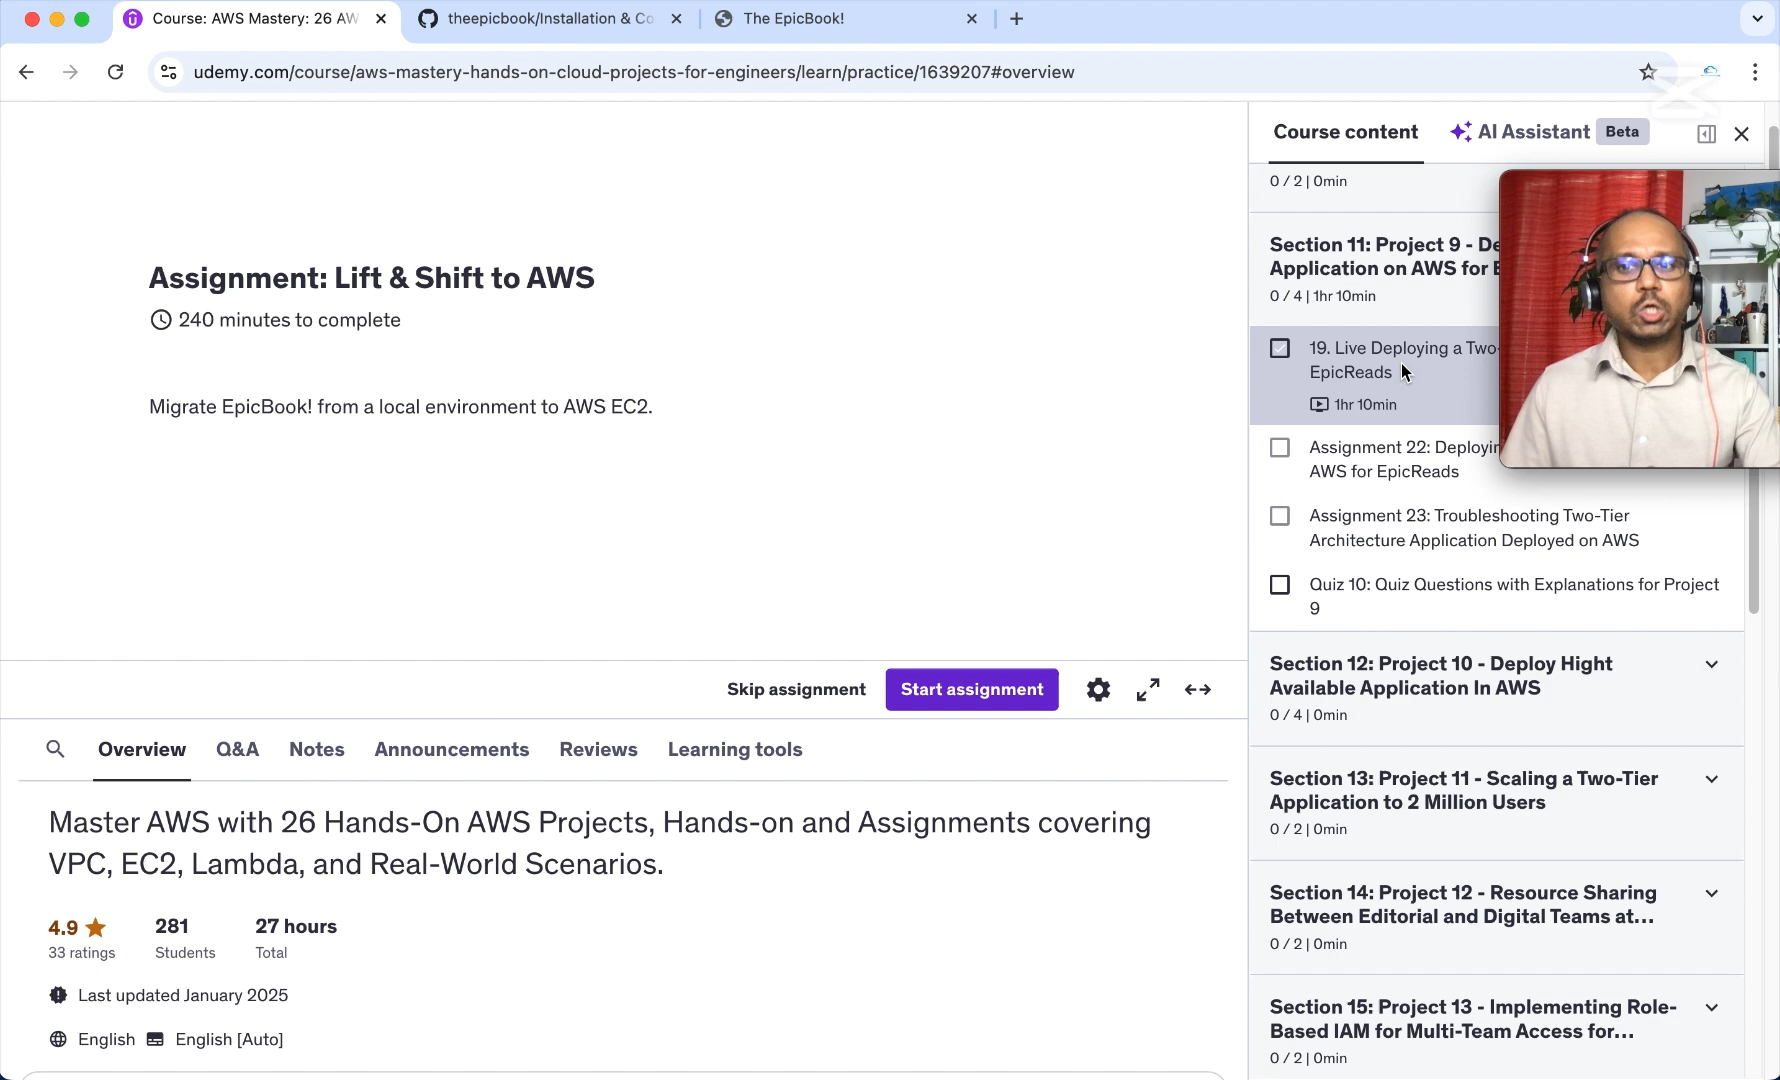 Course: AWS Mastery: 26 AW
theepicbook/Installation & Co
The EpicBook!
udemy.com/course/aws-mastery-hands-on-cloud-projects-for-engineers/learn/practice/1639207#overview
Course content
AI Assistant
Beta
0 / 2 | 0min
Section 11: Project 9 - De
Application on AWS for E
0 / 4 | 1hr 10min
19. Live Deploying a Two-
EpicReads
1hr 10min
Assignment 22: Deployin
AWS for EpicReads
Assignment 23: Troubleshooting Two-Tier
Architecture Application Deployed on AWS
Quiz 10: Quiz Questions with Explanations for Project
9
Section 12: Project 10 - Deploy Hight
Available Application In AWS
0 / 4 | 0min
Section 13: Project 11 - Scaling a Two-Tier
Application to 2 Million Users
0 / 2 | 0min
Section 14: Project 12 - Resource Sharing
Between Editorial and Digital Teams at...
0 / 2 | 0min
Section 15: Project 13 - Implementing Role-
Based IAM for Multi-Team Access for...
0 / 2 | 0min
Assignment: Lift & Shift to AWS
240 minutes to complete
Migrate EpicBook! from a local environment to AWS EC2.
Skip assignment
Start assignment
Overview
Q&A
Notes
Announcements
Reviews
Learning tools
Master AWS with 26 Hands-On AWS Projects, Hands-on and Assignments covering
VPC, EC2, Lambda, and Real-World Scenarios.
4.9
281
27 hours
33 ratings
Students
Total
Last updated January 2025
English
English [Auto]